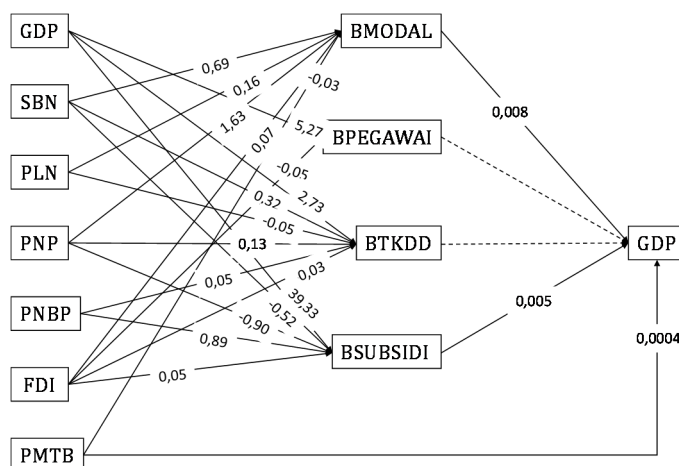 GDP
BMODAL
0,69
-0,03
SBN
0,16
0,008
1,63
5,27
BPEGAWAI
0,07
-0,05
PLN
0,32
2,73
-0,05
PNP
0,13
BTKDD
GDP
0,03
0,05
39,33
PNBP
-0,90
-0,52
0,005
0,89
0,0004
BSUBSIDI
FDI
0,05
PMTB